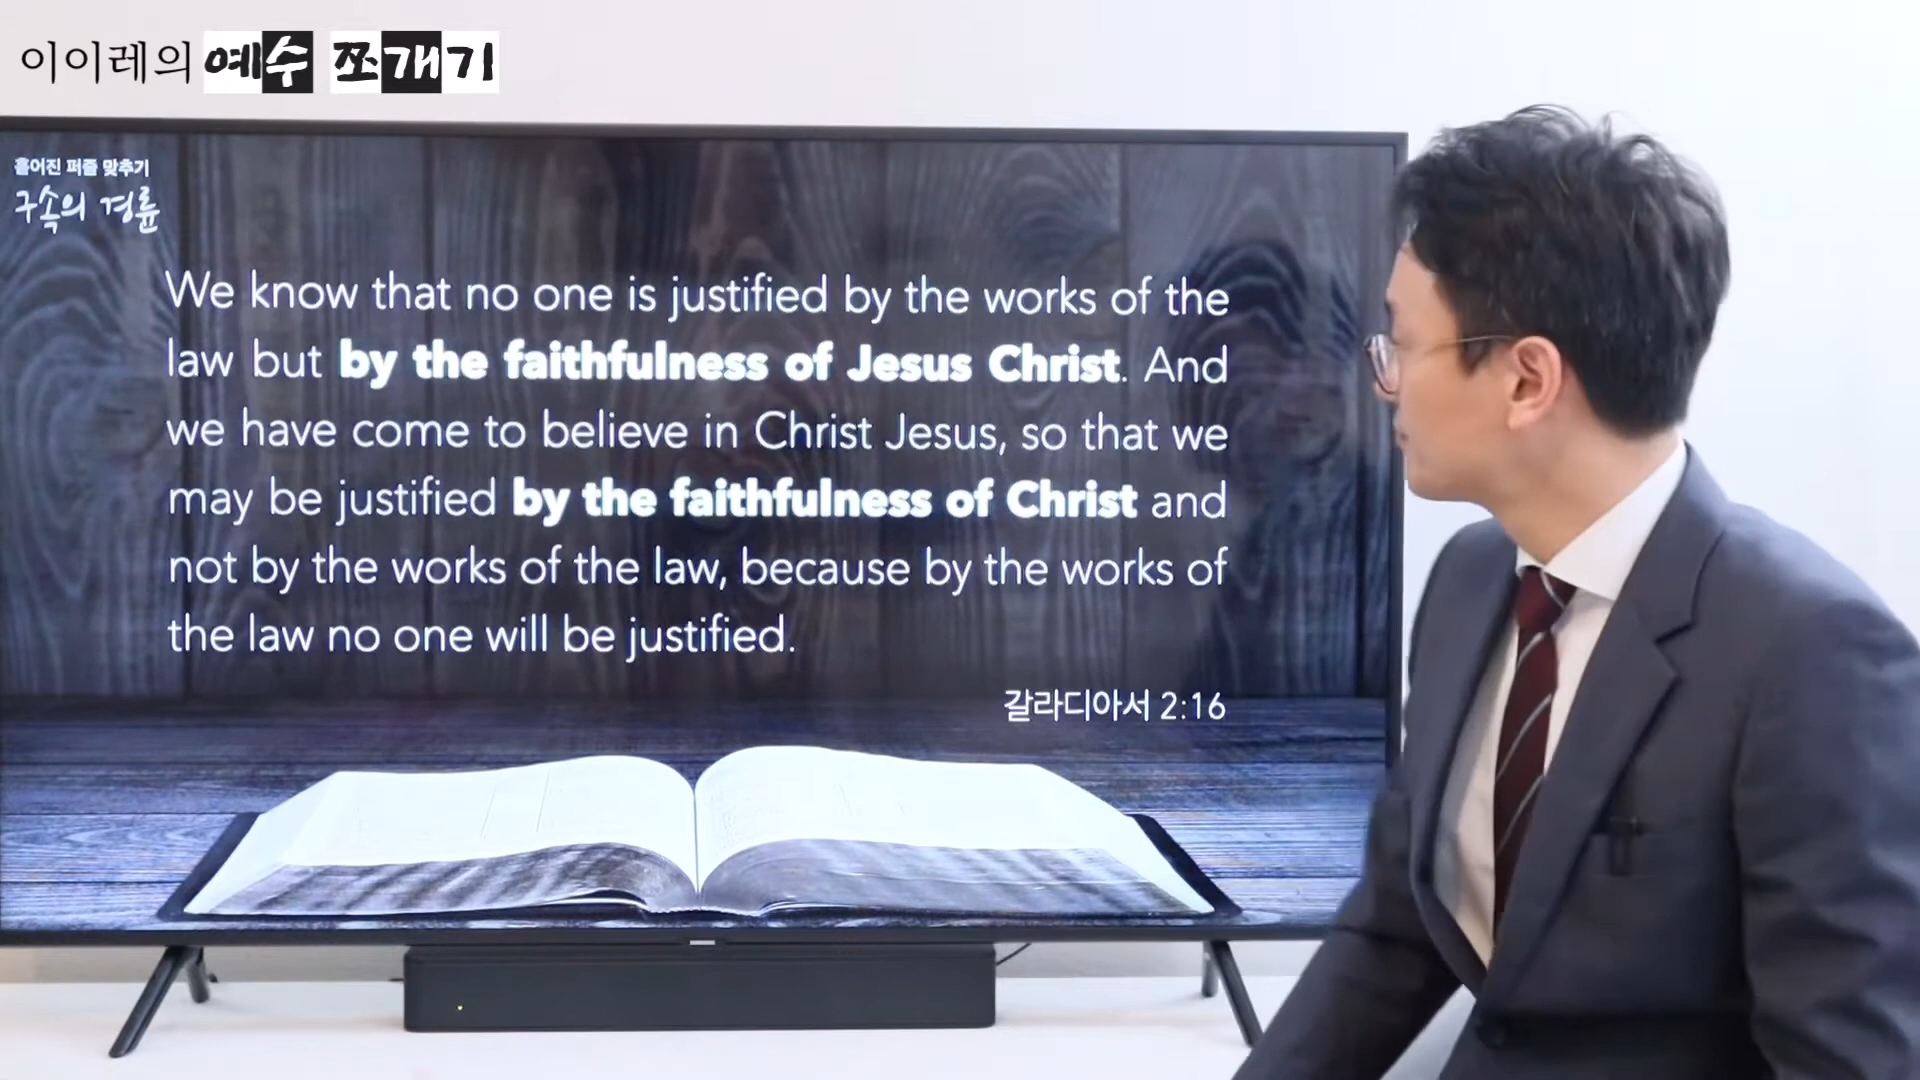 이이레의 예수 쪼개기
흩어진 퍼즐 맞추기
구속의 경륜
We know that no one is justified by the works of the
law but by the faithfulness of Jesus Christ. And
we have come to believe in Christ Jesus, so that we
may be justified by the faithfulness of Christ and
not by the works of the law, because by the works of
the law no one will be justified.
갈라디아서 2:16